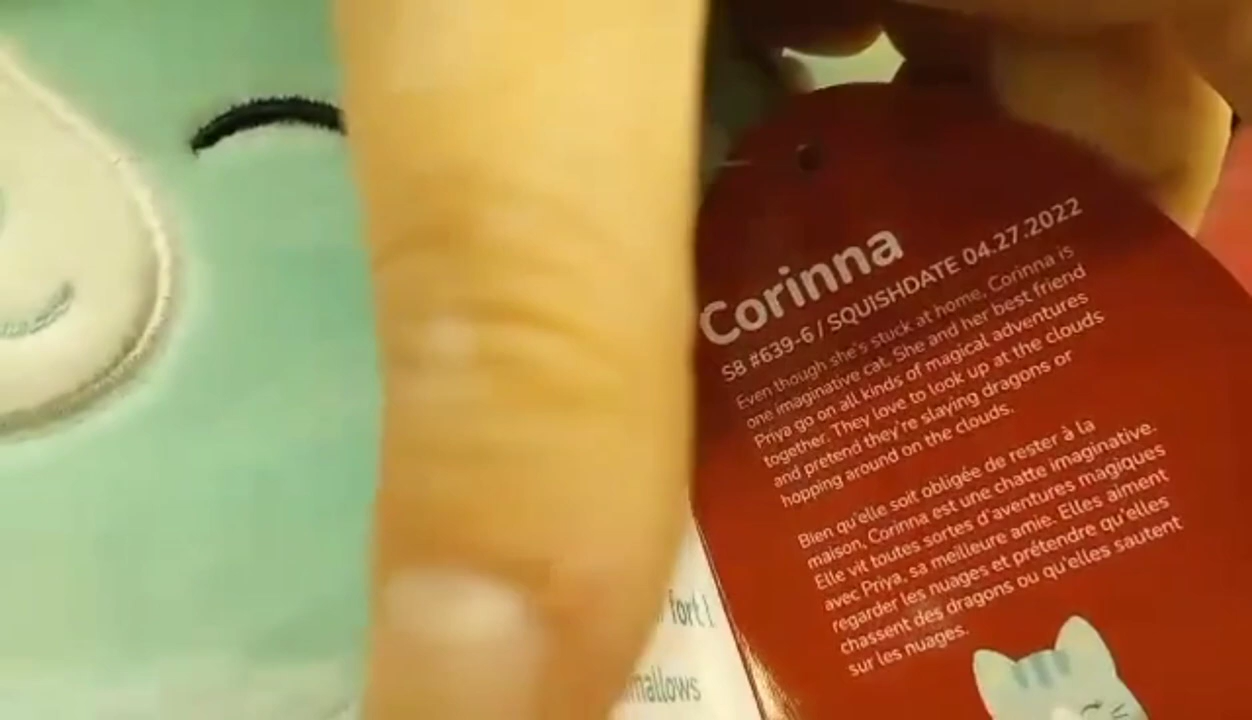 Corinna
S8 #639-6 / SQUISHDATE 04.27.2022
Even though she's stuck at home, Corinna is
one imaginative cat. She and her best friend
Priya go on all kinds of magical adventures
together. They love to look up at the clouds
and pretend they're slaying dragons or
hopping around on the clouds.
Bien qu'elle soit obligée de rester à la
maison, Corinna est une chatte imaginative.
Elle vit toutes sortes d'aventures magiques
avec Priya, sa meilleure amie. Elles aiment
regarder les nuages et prétendre qu'elles
chassent des dragons ou qu'elles sautent
sur les nuages.
fort
mallows